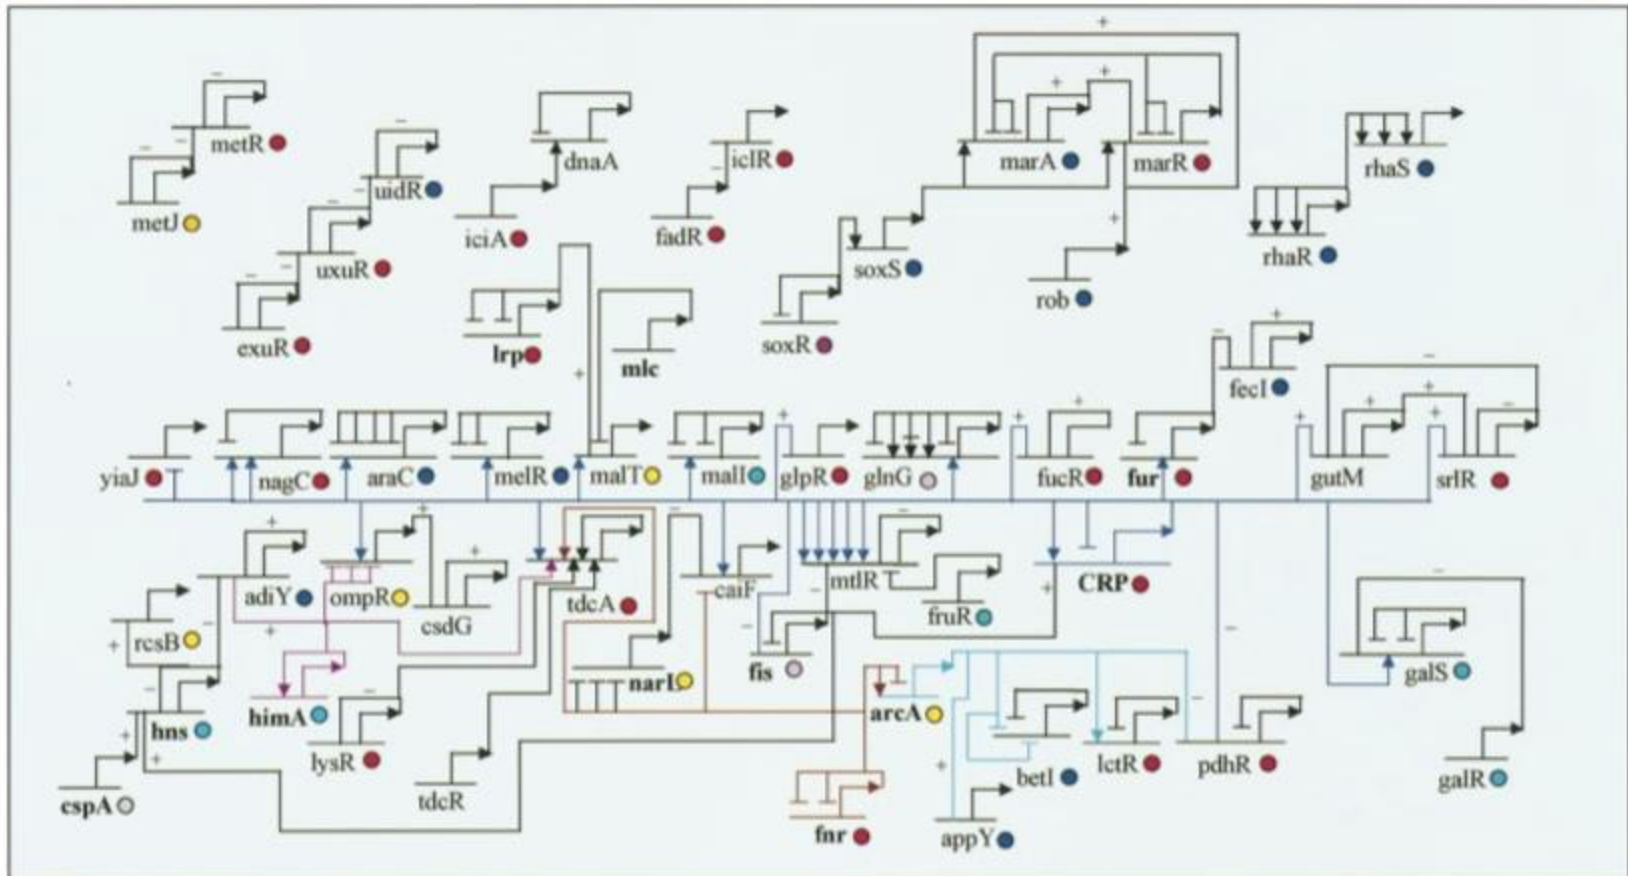 metR
metJ
uidR
uxuR
exuR
dnaA
iciA
iclR
fadR
marA
marR
rhaS
rhaR
soxS
soxR
rob
lrp
mlc
fecI
yiaJ
nagC
araC
melR
malT
malI
glpR
glnG
fucR
fur
gutM
srlR
adiY
ompR
csdG
tdcA
caiF
mtlR
fruR
CRP
rcsB
hns
himA
narL
fis
arcA
galS
lysR
tdcR
cspA
betI
lctR
pdhR
galR
fnr
appY